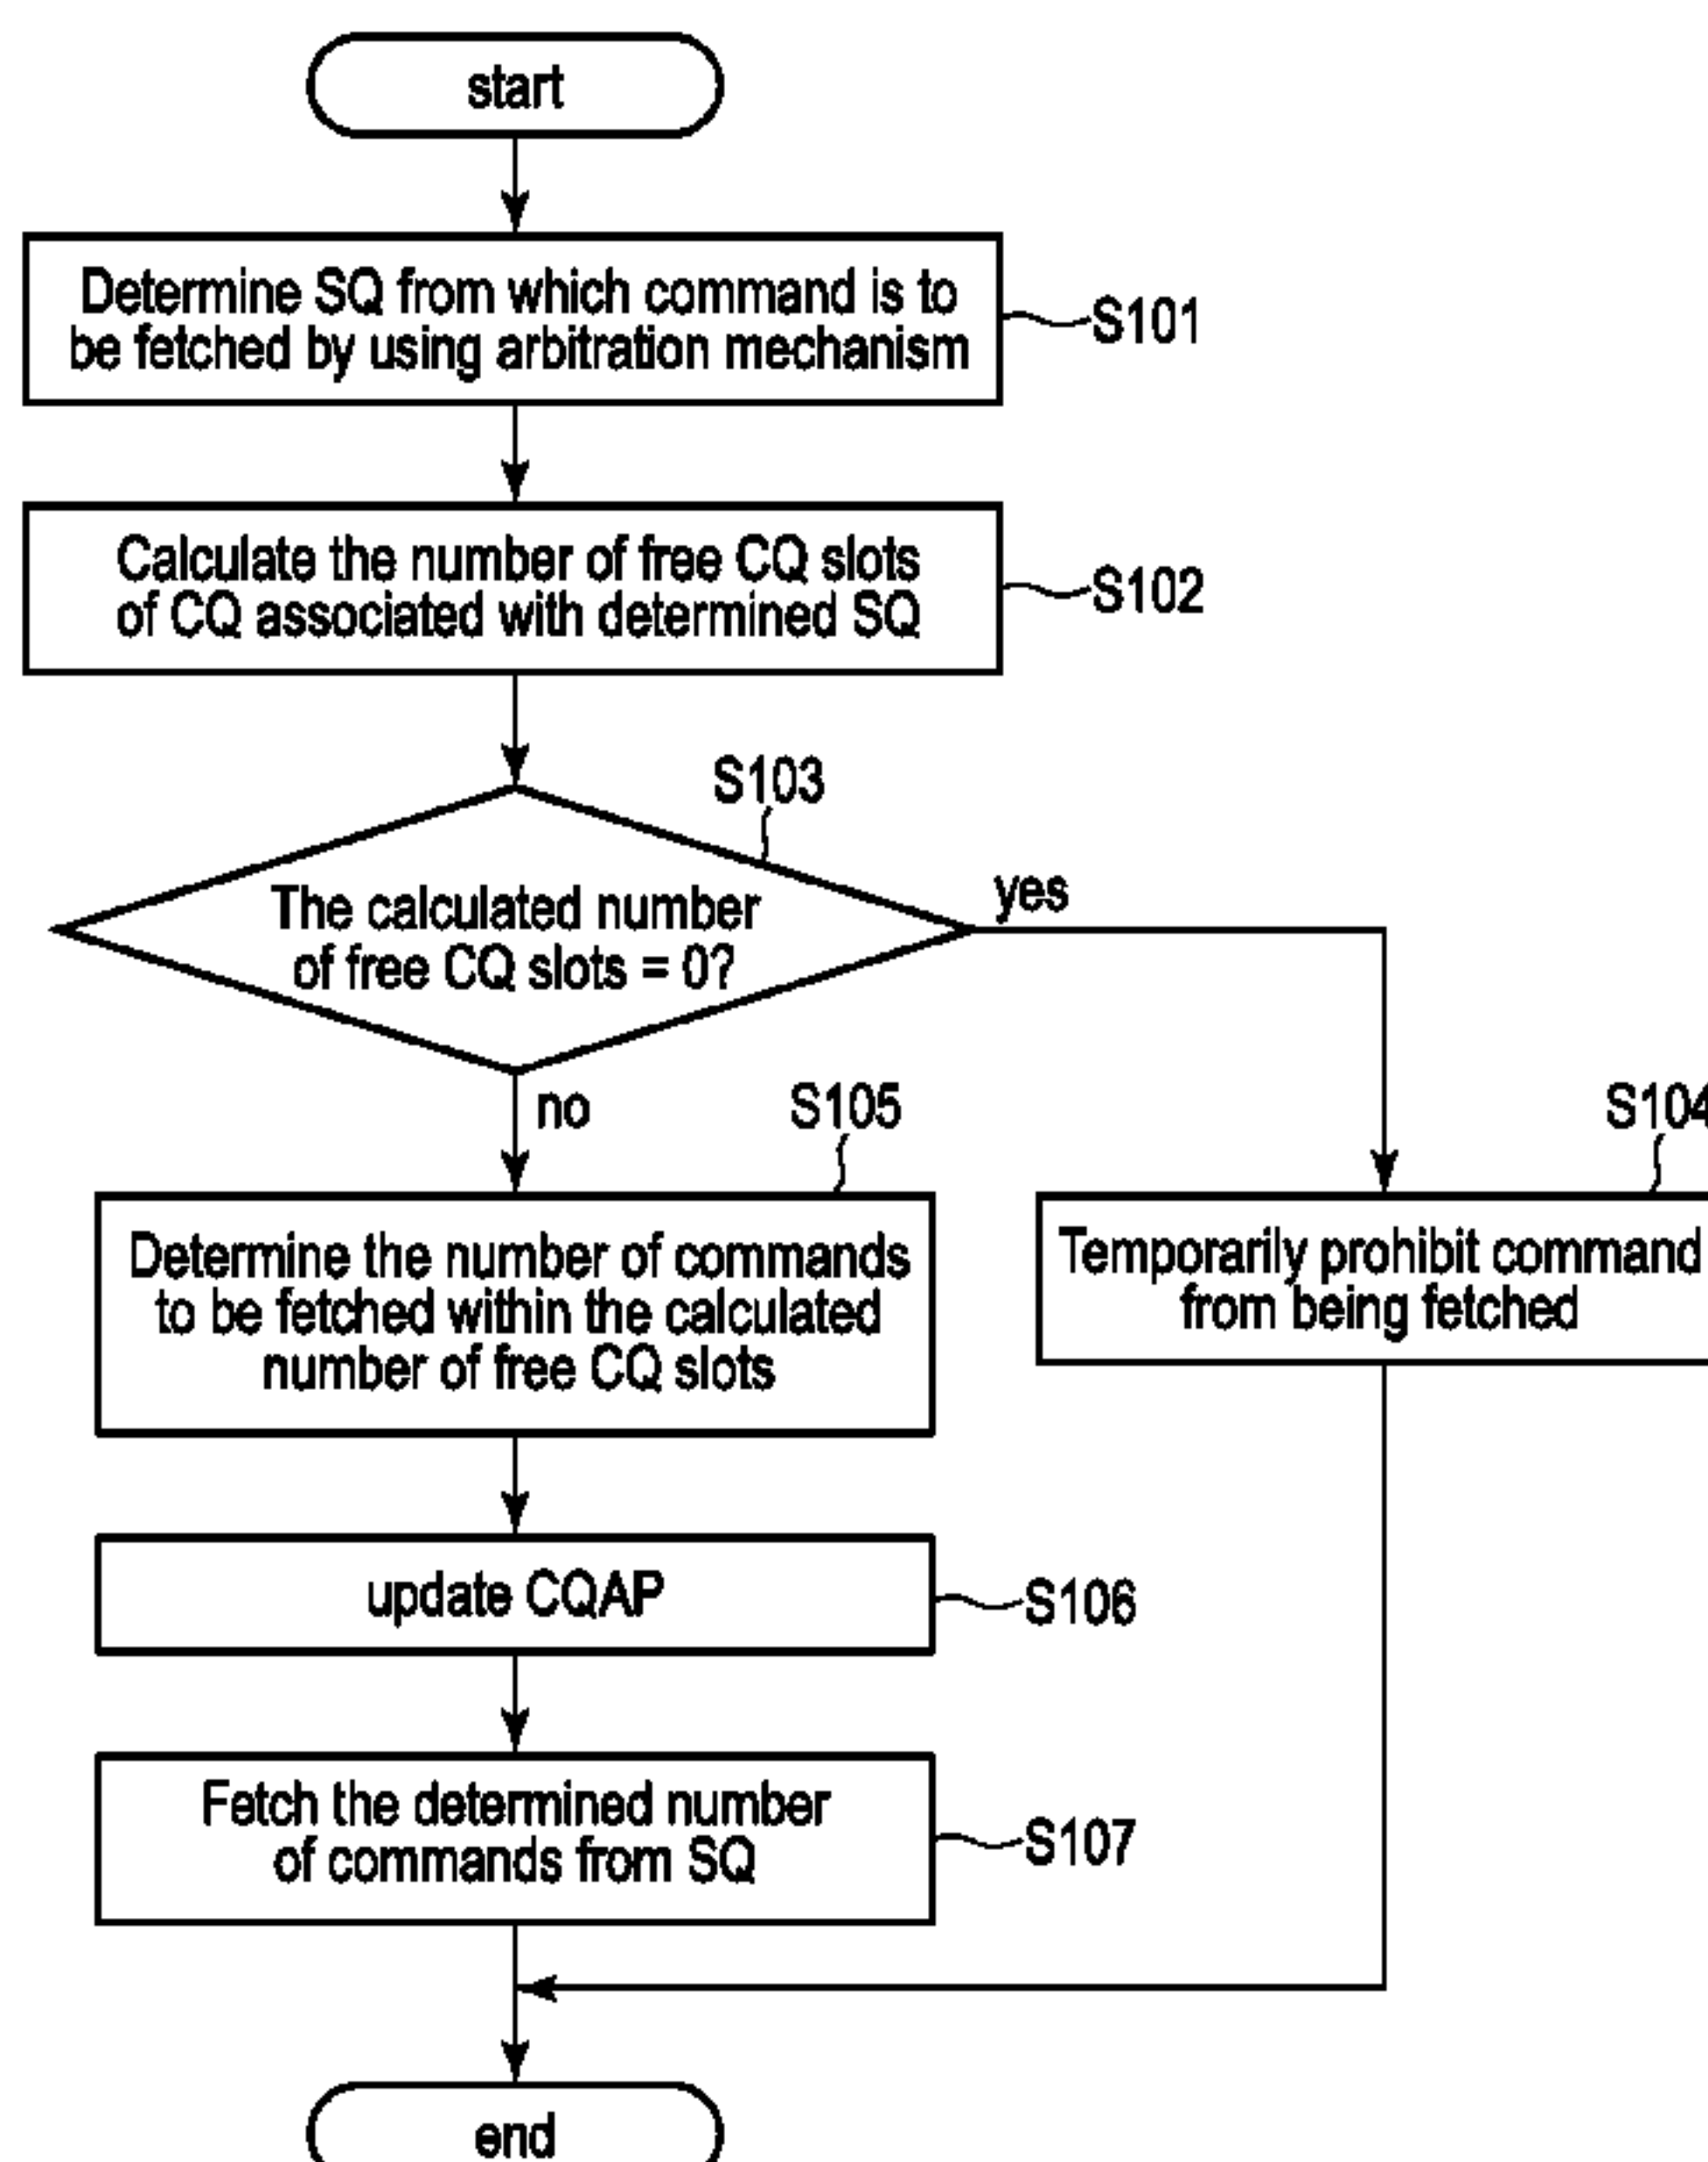 start
Determine SQ from which command is to
be fetched by using arbitration mechanism
S101
Calculate the number of free CQ slots
of CQ associated with determined SQ
S102
S103
The calculated number
of free CQ slots = 0?
yes
no
S105
S104
Determine the number of commands
to be fetched within the calculated
number of free CQ slots
Temporarily prohibit command
from being fetched
update CQAP
S106
Fetch the determined number
of commands from SQ
S107
end